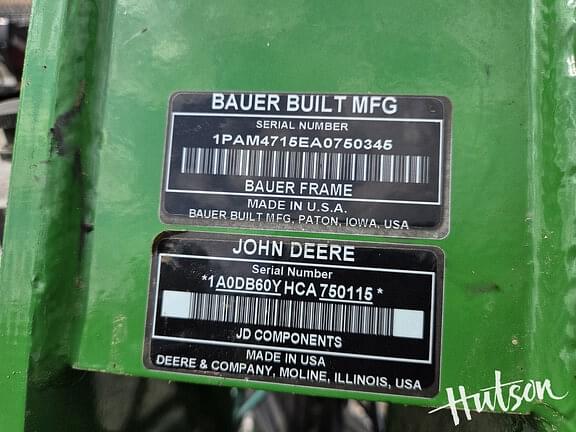 BAUER BUILT MFG
SERIAL NUMBER
1PAM4715EA0750345
BAUER FRAME
MADE IN U.S.A.
BAUER BUILT MFG, PATON, IOWA, USA
JOHN DEERE
Serial Number
*1A0DB60YHCA750115*
JD COMPONENTS
MADE IN USA
DEERE & COMPANY, MOLINE, ILLINOIS, USA
Hutson